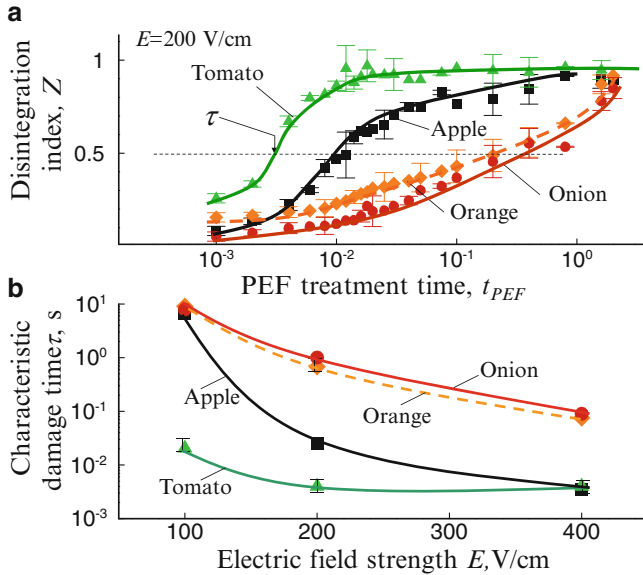 a
E=200 V/cm
Tomato
τ
Apple
Orange
Onion
1
0.5
0
Disintegration
index, Z
10⁻³ 10⁻² 10⁻¹ 10⁰
PEF treatment time, t_PEF
b
Characteristic
damage timeτ, s
10¹
10⁰
10⁻¹
10⁻²
10⁻³
Apple
Onion
Orange
Tomato
100 200 300 400
Electric field strength E,V/cm